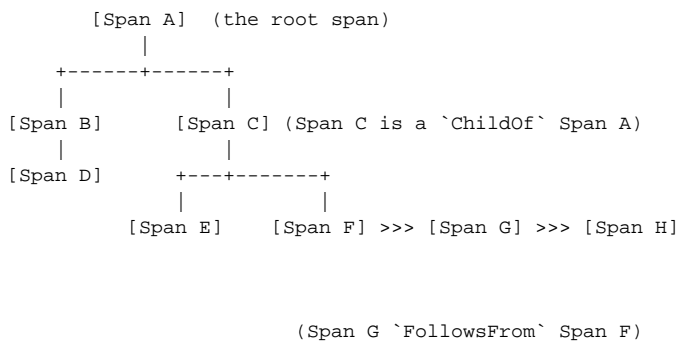 [Span A] (the root span)
|
+------+------+
| |
[Span B] [Span C] (Span C is a `ChildOf` Span A)
| |
[Span D] +---+-------+
| |
[Span E] [Span F] >>> [Span G] >>> [Span H]
(Span G `FollowsFrom` Span F)